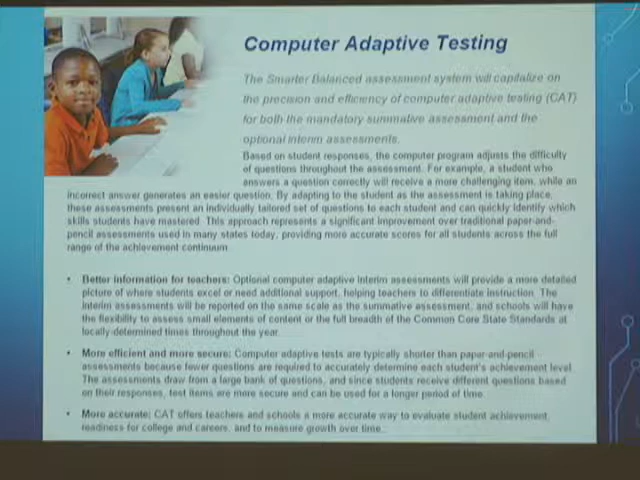 Computer Adaptive Testing
The Smarter Balanced assessment system will capitalize on
the precision and efficiency of computer adaptive testing (CAT)
for both the mandatory summative assessment and the
optional interim assessments.
Based on student responses, the computer program adjusts the difficulty
of questions throughout the assessment. For example, a student who
answers a question correctly will receive a more challenging item, while an
incorrect answer generates an easier question. By adapting to the student as the assessment is taking place,
these assessments present an individually tailored set of questions to each student and can quickly identify which
skills students have mastered. This approach represents a significant improvement over traditional paper-and-
pencil assessments used in many states today, providing more accurate scores for all students across the full
range of the achievement continuum.
• Better information for teachers: Optional computer adaptive interim assessments will provide a more detailed
picture of where students excel or need additional support, helping teachers to differentiate instruction. The
interim assessments will be reported on the same scale as the summative assessment, and schools will have
the flexibility to assess small elements of content or the full breadth of the Common Core State Standards at
locally-determined times throughout the year.
• More efficient and more secure: Computer adaptive tests are typically shorter than paper-and-pencil
assessments because fewer questions are required to accurately determine each student's achievement level.
The assessments draw from a large bank of questions, and since students receive different questions based
on their responses, test items are more secure and can be used for a longer period of time.
• More accurate: CAT offers teachers and schools a more accurate way to evaluate student achievement,
readiness for college and careers, and to measure growth over time.